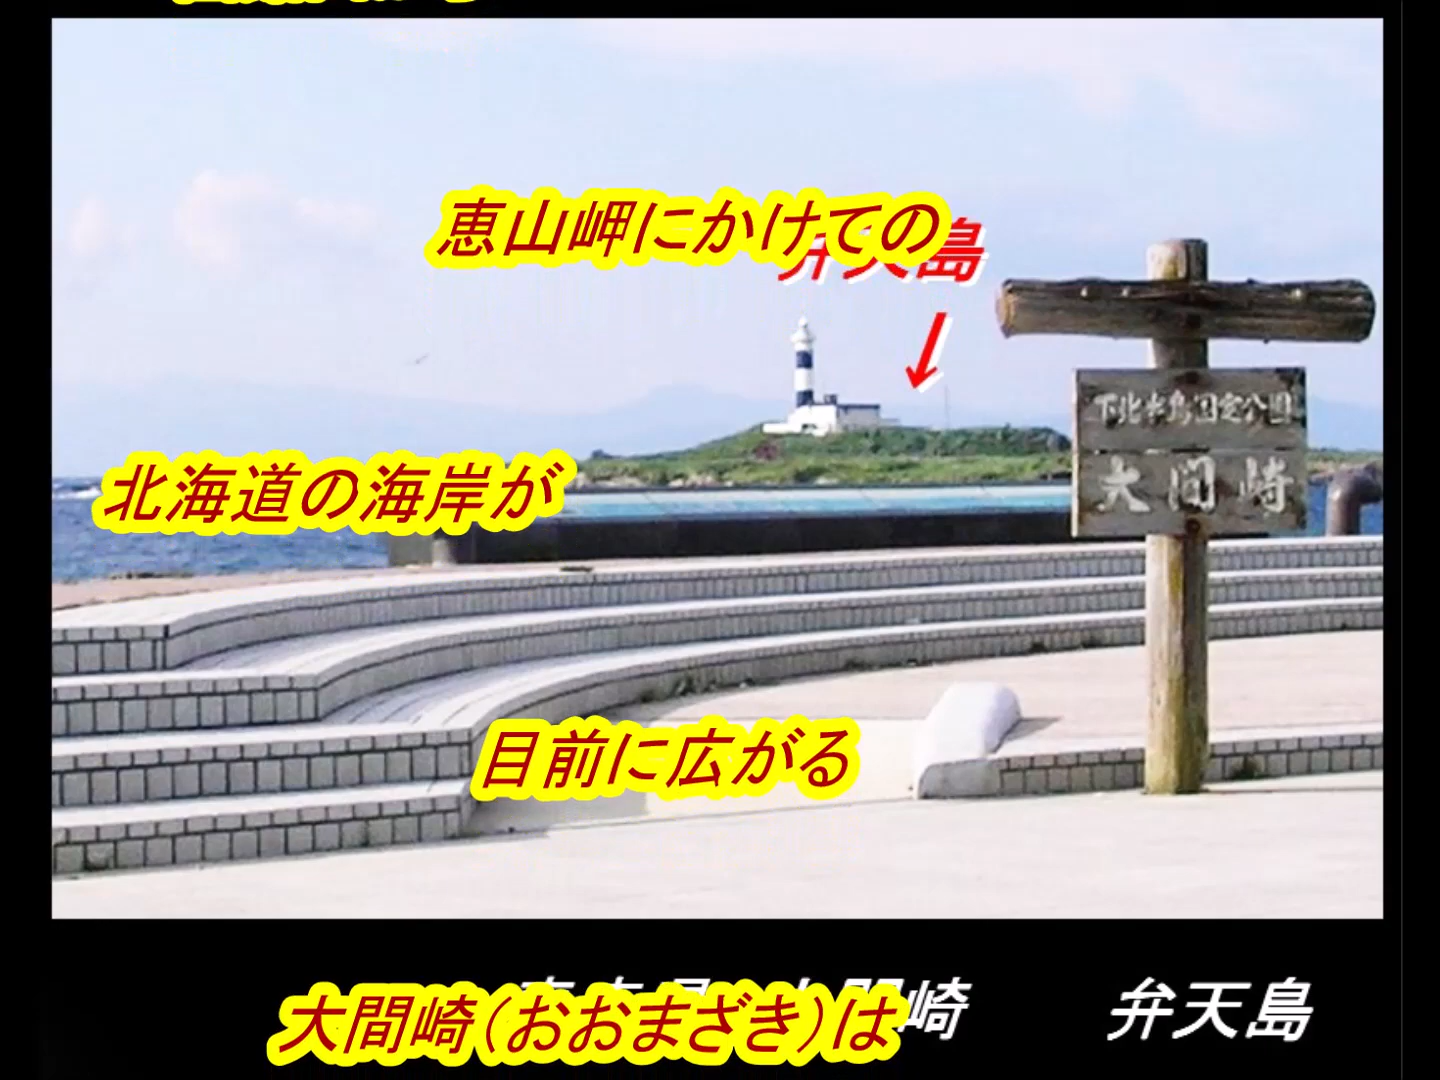 恵山岬にかけての
弁天島
下北半島国定公園
大間崎
北海道の海岸が
目前に広がる
大間崎(おおまざき)は
崎
弁天島